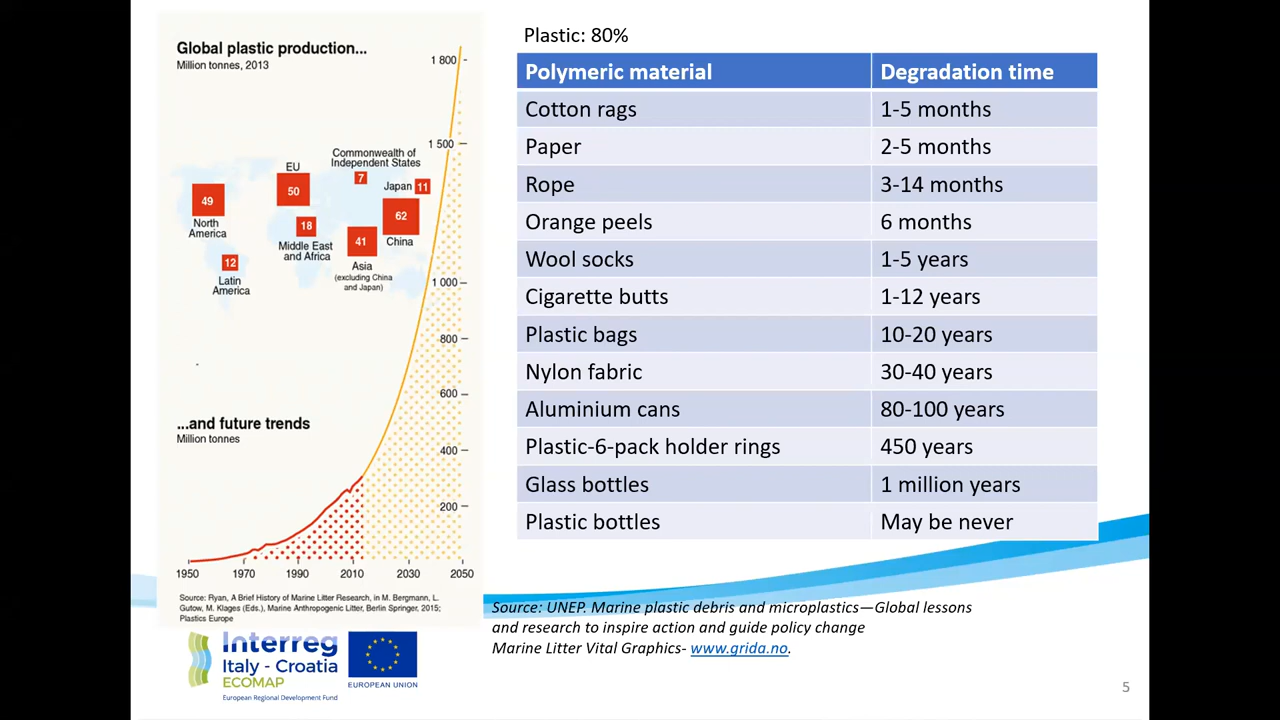 Global plastic production...
Million tonnes, 2013
1 800
1 500
1 000
800
600
400
200
EU
50
Commonwealth of
Independent States
7
Japan 11
49
North
America
18
Middle East
and Africa
62
China
41
Asia
(excluding China
and Japan)
12
Latin
America
...and future trends
Million tonnes
1950 1970 1990 2010 2030 2050
Source: Ryan, A Brief History of Marine Litter Research, in M. Bergmann, L.
Gutow, M. Klages (Eds.), Marine Anthropogenic Litter, Berlin Springer, 2015;
Plastics Europe
Plastic: 80%
Polymeric material Degradation time
Cotton rags 1-5 months
Paper 2-5 months
Rope 3-14 months
Orange peels 6 months
Wool socks 1-5 years
Cigarette butts 1-12 years
Plastic bags 10-20 years
Nylon fabric 30-40 years
Aluminium cans 80-100 years
Plastic-6-pack holder rings 450 years
Glass bottles 1 million years
Plastic bottles May be never
Source: UNEP. Marine plastic debris and microplastics—Global lessons
and research to inspire action and guide policy change
Marine Litter Vital Graphics- www.grida.no.
Interreg
Italy - Croatia
ECOMAP
European Regional Development Fund
EUROPEAN UNION
5